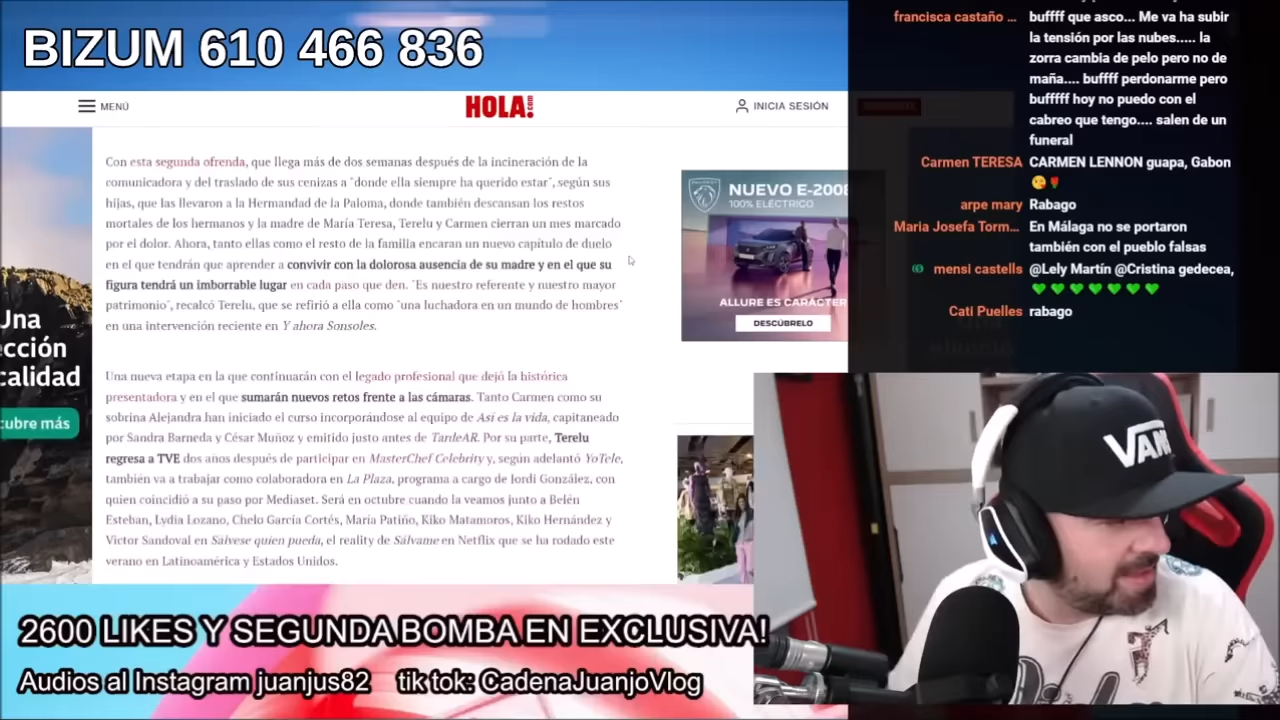 BIZUM 610 466 836
MENÚ
HOLA!
.com
INICIA SESIÓN
Con esta segunda ofrenda, que llega más de dos semanas después de la incineración de la
comunicadora y del traslado de sus cenizas a "donde ella siempre ha querido estar", según sus
hijas, que las llevaron a la Hermandad de la Paloma, donde también descansan los restos
mortales de los hermanos y la madre de María Teresa, Terelu y Carmen cierran un mes marcado
por el dolor. Ahora, tanto ellas como el resto de la familia encaran un nuevo capítulo de duelo
en el que tendrán que aprender a convivir con la dolorosa ausencia de su madre y en el que su
figura tendrá un imborrable lugar en cada paso que den. "Es nuestro referente y nuestro mayor
patrimonio", recalcó Terelu, que se refirió a ella como "una luchadora en un mundo de hombres"
en una intervención reciente en Y ahora Sonsoles.
Una nueva etapa en la que continuarán con el legado profesional que dejó la histórica
presentadora y en el que sumarán nuevos retos frente a las cámaras. Tanto Carmen como su
sobrina Alejandra han iniciado el curso incorporándose al equipo de Así es la vida, capitaneado
por Sandra Barneda y César Muñoz y emitido justo antes de TardeAR. Por su parte, Terelu
regresa a TVE dos años después de participar en MasterChef Celebrity y, según adelantó YoTele,
también va a trabajar como colaboradora en La Plaza, programa a cargo de Jordi González, con
quien coincidió a su paso por Mediaset. Será en octubre cuando la veamos junto a Belén
Esteban, Lydia Lozano, Chelo García Cortés, María Patiño, Kiko Matamoros, Kiko Hernández y
Víctor Sandoval en Sálvese quien pueda, el reality de Sálvame en Netflix que se ha rodado este
verano en Latinoamérica y Estados Unidos.
Una
ección
calidad
cubre más
NUEVO E-2008
100% ELÉCTRICO
ALLURE ES CARÁCTER
DESCÚBRELO
francisca castaño ... buffff que asco... Me va ha subir
la tensión por las nubes..... la
zorra cambia de pelo pero no de
maña.... buffff perdonarme pero
bufffff hoy no puedo con el
cabreo que tengo.... salen de un
funeral
Carmen TERESA CARMEN LENNON guapa, Gabon
😘🌹
arpe mary Rabago
Maria Josefa Torm... En Málaga no se portaron
también con el pueblo falsas
mensi castells @Lely Martín @Cristina gedecea,
💚💚💚💚💚💚💚
Cati Puelles rabago
VANS
2600 LIKES Y SEGUNDA BOMBA EN EXCLUSIVA!
Audios al Instagram juanjus82 tik tok: CadenaJuanjoVlog